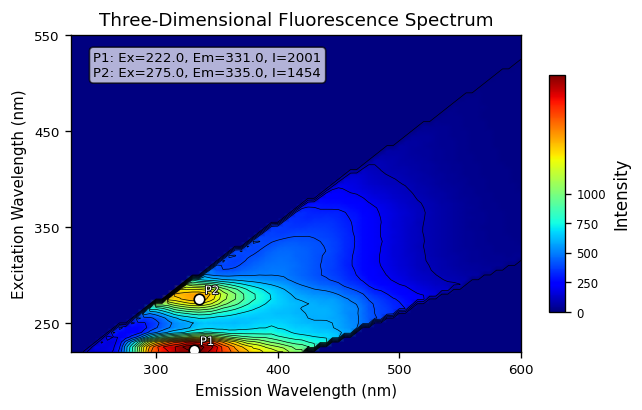 Three-Dimensional Fluorescence Spectrum
P1: Ex=222.0, Em=331.0, I=2001
P2: Ex=275.0, Em=335.0, I=1454
550
450
350
250
Excitation Wavelength (nm)
P2
P1
300 400 500 600
Emission Wavelength (nm)
1000
750
500
250
0
Intensity